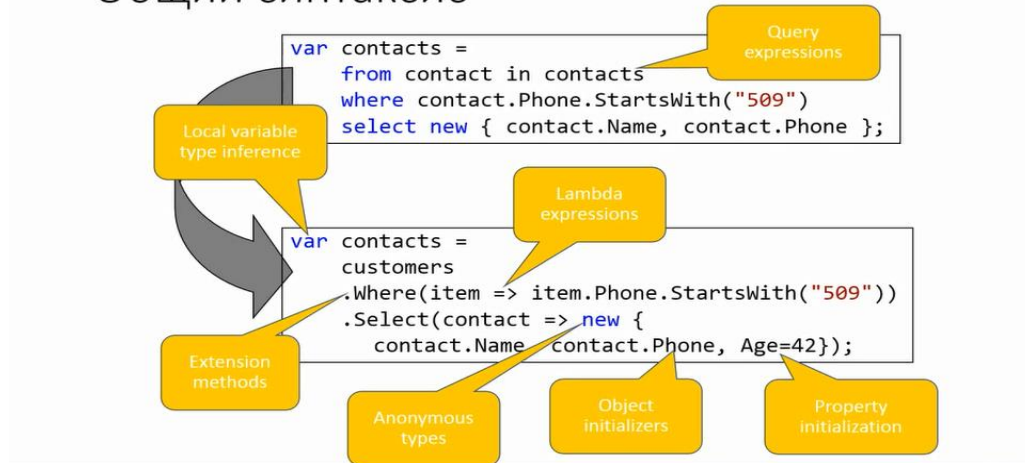 Query
expressions
var contacts =
from contact in contacts
where contact.Phone.StartsWith("509")
select new { contact.Name, contact.Phone };
Local variable
type inference
Lambda
expressions
var contacts =
customers
.Where(item => item.Phone.StartsWith("509"))
.Select(contact => new {
contact.Name, contact.Phone, Age=42});
Extension
methods
Anonymous
types
Object
initializers
Property
initialization